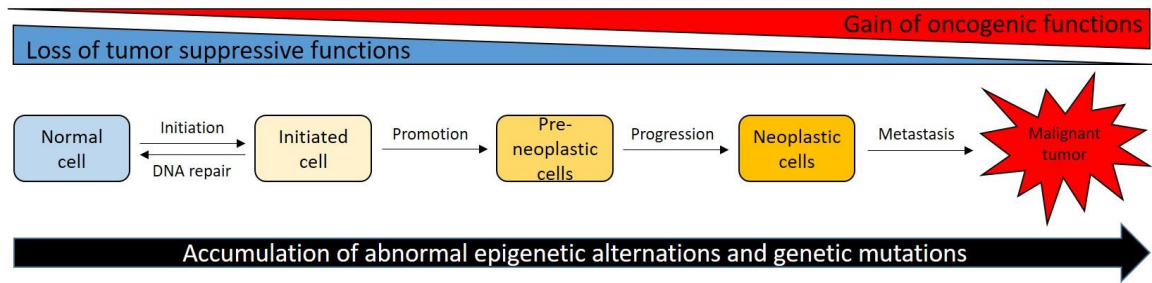 Gain of oncogenic functions
Loss of tumor suppressive functions
Normal
cell
Initiation
DNA repair
Initiated
cell
Promotion
Pre-
neoplastic
cells
Progression
Neoplastic
cells
Metastasis
Malignant
tumor
Accumulation of abnormal epigenetic alternations and genetic mutations